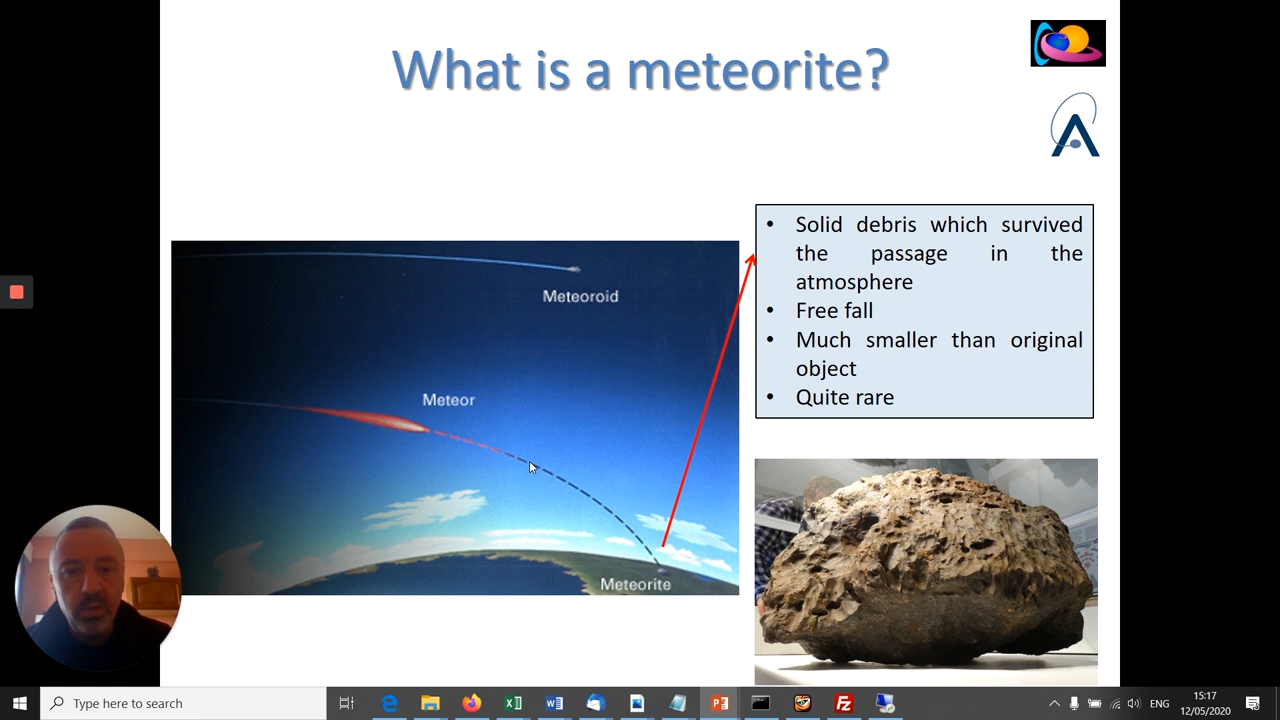 What is a meteorite?
• Solid debris which survived
the passage in the
atmosphere
• Free fall
• Much smaller than original
object
• Quite rare
Meteoroid
Meteor
Meteorite
Type here to search
ENG
15:17
12/05/2020